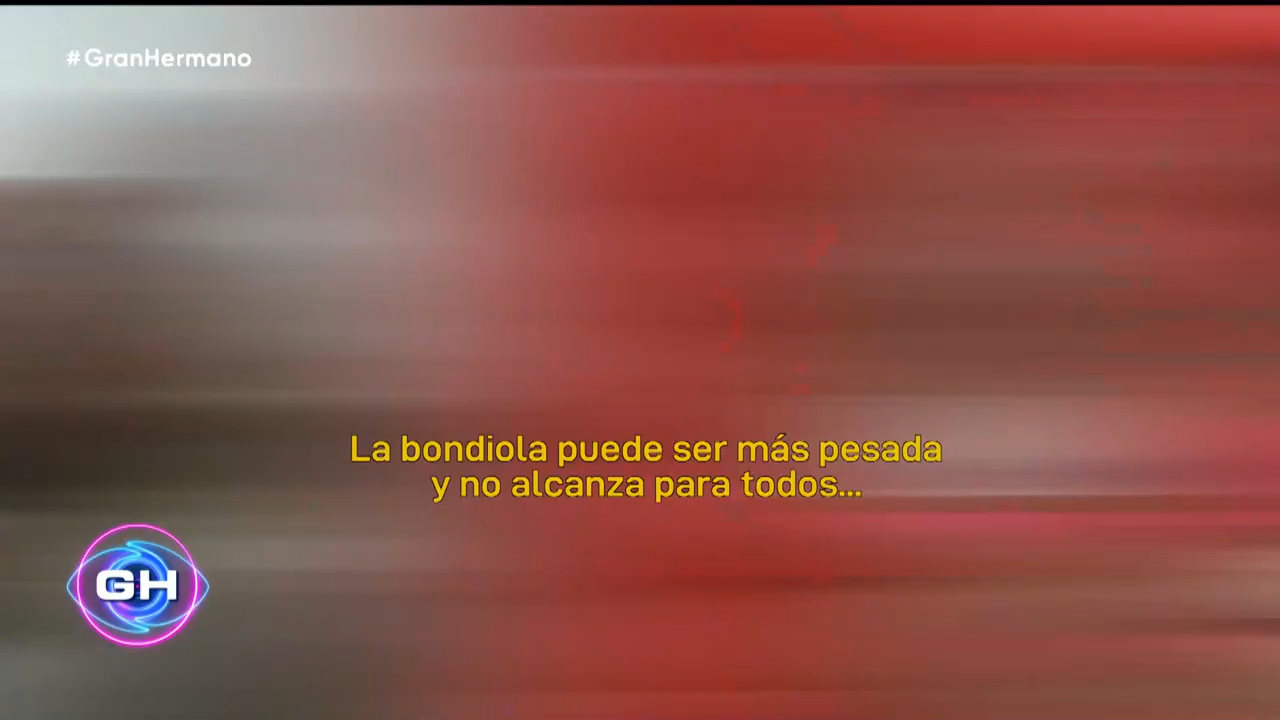 #GranHermano
La bondiola puede ser más pesada
y no alcanza para todos...
GH